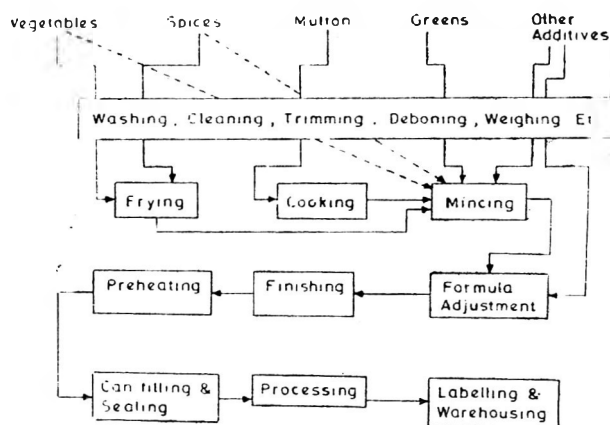 Vegetables Spices Mutton Greens Other
Additives
Washing, Cleaning, Trimming, Deboning, Weighing Et
Frying Cooking Mincing
Preheating Finishing Formula
Adjustment
Can filling & Processing Labelling &
Sealing Warehousing